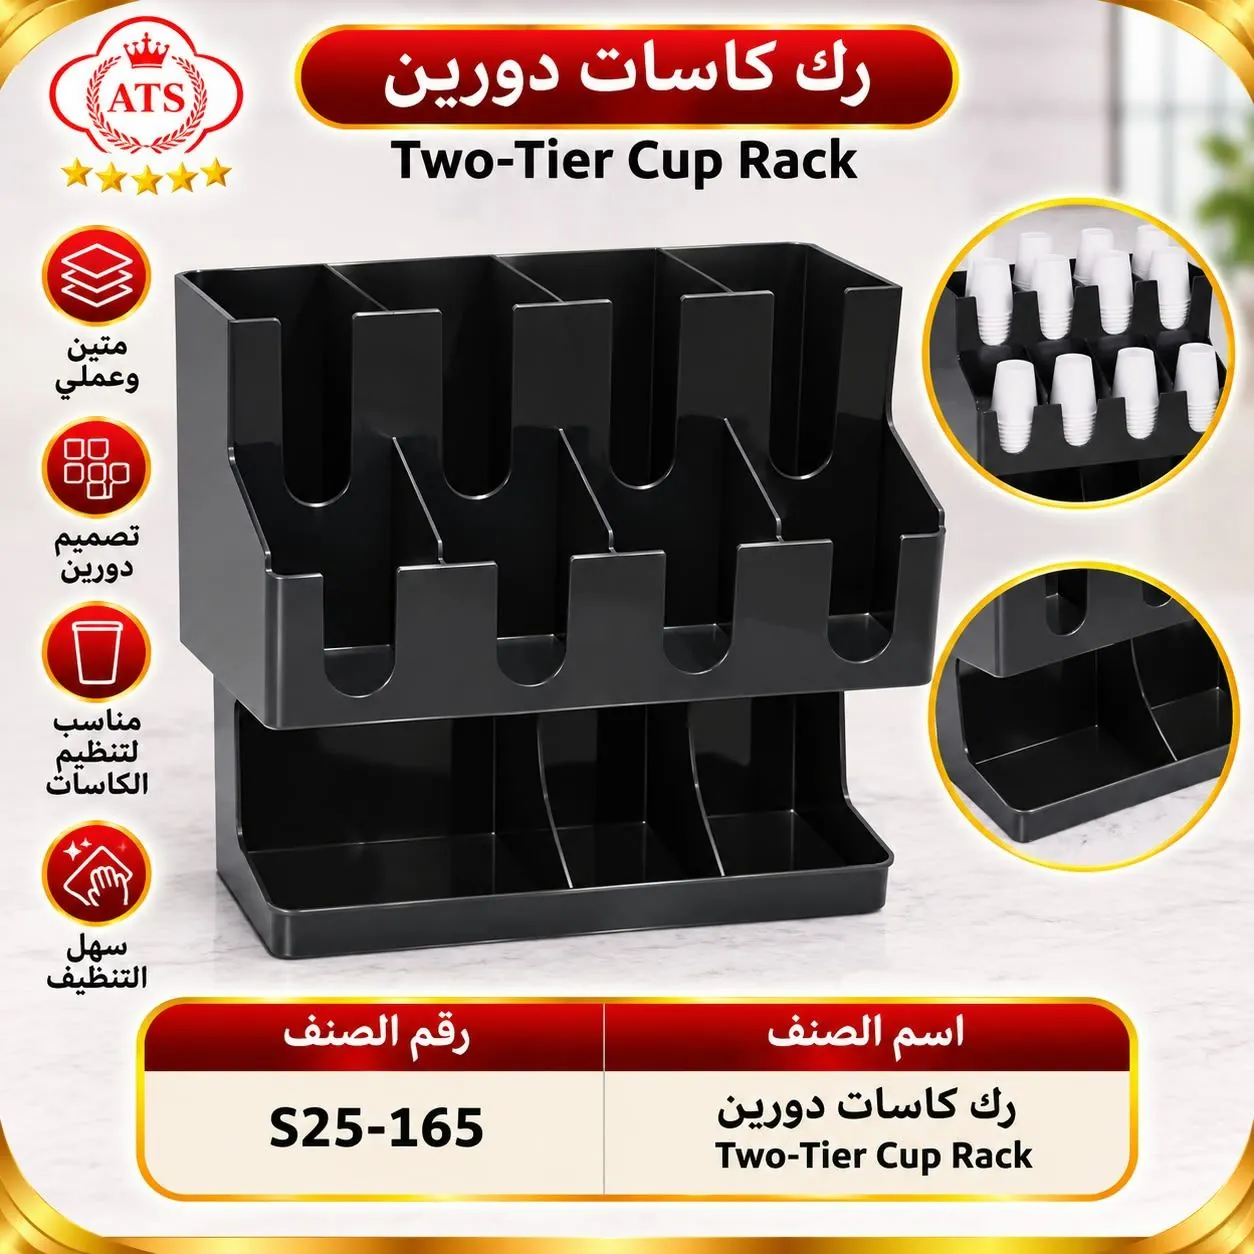 ATS
رك كاسات دورين
Two-Tier Cup Rack
متين
وعملي
تصميم
دورين
مناسب
لتنظيم
الكاسات
سهل
التنظيف
اسم الصنف
رقم الصنف
رك كاسات دورين
Two-Tier Cup Rack
S25-165